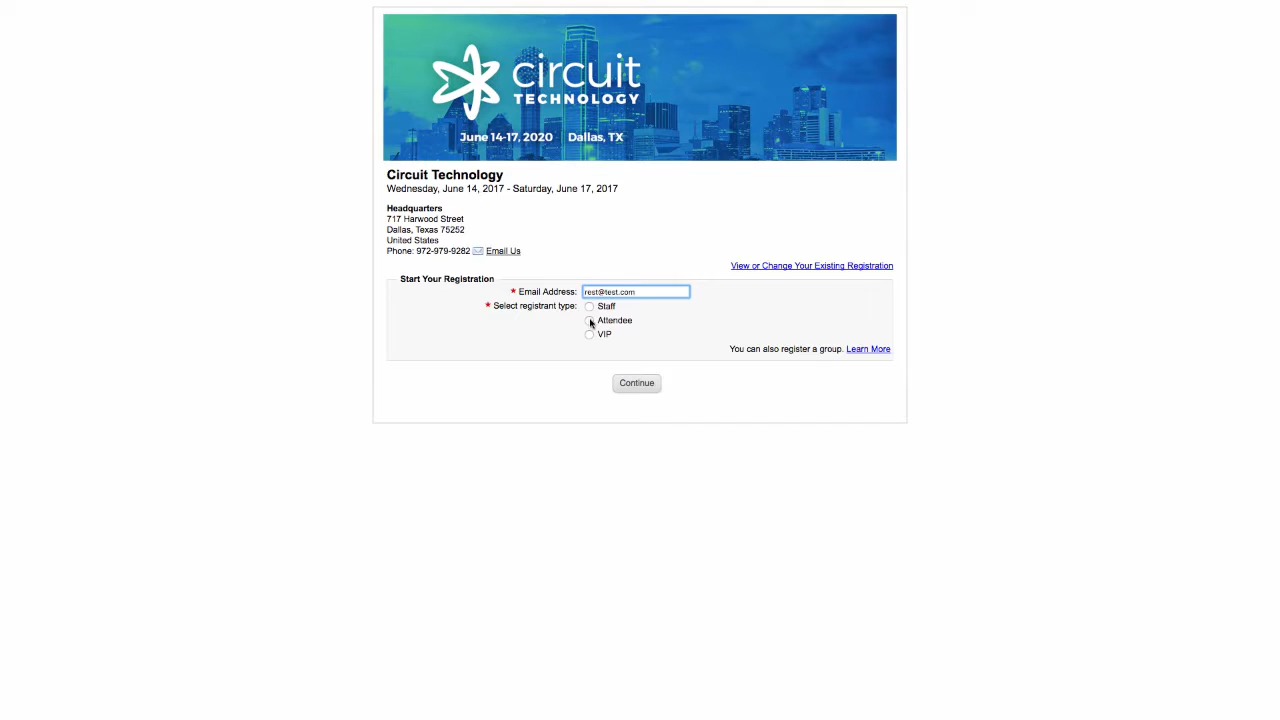 circuit
TECHNOLOGY
June 14-17, 2020 Dallas, TX
Circuit Technology
Wednesday, June 14, 2017 - Saturday, June 17, 2017
Headquarters
717 Harwood Street
Dallas, Texas 75252
United States
Phone: 972-979-9282 Email Us
View or Change Your Existing Registration
Start Your Registration
* Email Address: rest@test.com
* Select registrant type: Staff
Attendee
VIP
You can also register a group. Learn More
Continue